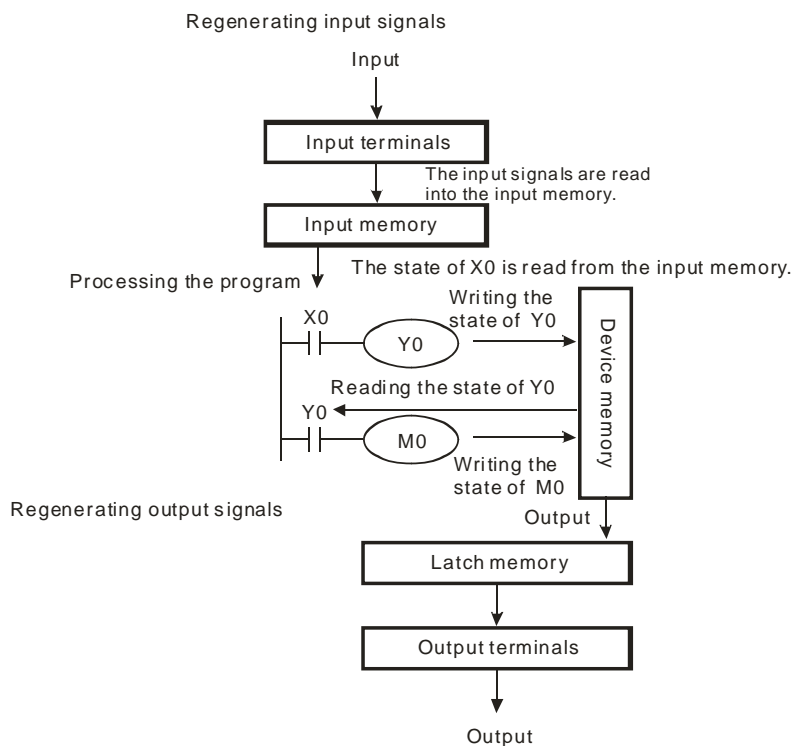 Regenerating input signals
Input
Input terminals
The input signals are read
into the input memory.
Input memory
Processing the program
The state of X0 is read from the input memory.
X0
Writing the
state of Y0
Y0
Device memory
Reading the state of Y0
Y0
M0
Writing the
state of M0
Regenerating output signals
Output
Latch memory
Output terminals
Output